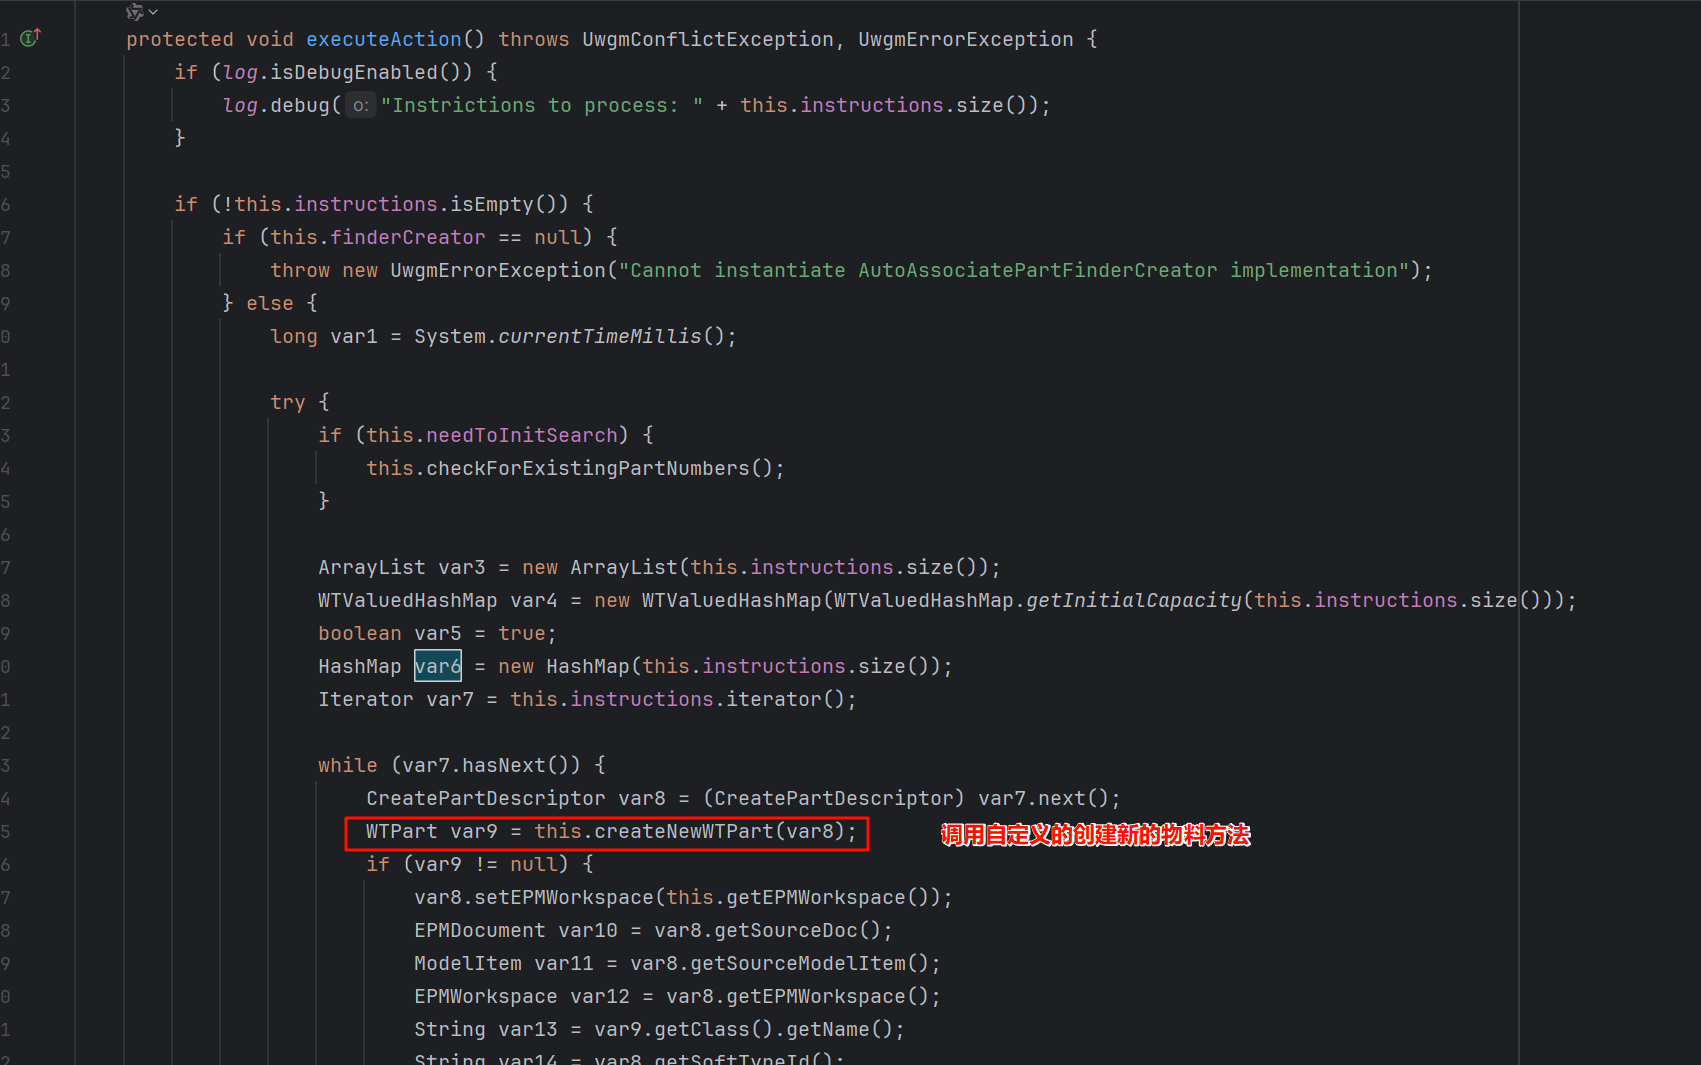 1 protected void executeAction() throws UwgmConflictException, UwgmErrorException {
2 if (log.isDebugEnabled()) {
3 log.debug( o: "Instrictions to process: " + this.instructions.size());
4 }
5
6 if (!this.instructions.isEmpty()) {
7 if (this.finderCreator == null) {
8 throw new UwgmErrorException("Cannot instantiate AutoAssociatePartFinderCreator implementation");
9 } else {
0 long var1 = System.currentTimeMillis();
1
2 try {
3 if (this.needToInitSearch) {
4 this.checkForExistingPartNumbers();
5 }
6
7 ArrayList var3 = new ArrayList(this.instructions.size());
8 WTValuedHashMap var4 = new WTValuedHashMap(WTValuedHashMap.getInitialCapacity(this.instructions.size()));
9 boolean var5 = true;
0 HashMap var6 = new HashMap(this.instructions.size());
1 Iterator var7 = this.instructions.iterator();
2
3 while (var7.hasNext()) {
4 CreatePartDescriptor var8 = (CreatePartDescriptor) var7.next();
5 WTPart var9 = this.createNewWTPart(var8); 调用自定义的创建新的物料方法
6 if (var9 != null) {
7 var8.setEPMWorkspace(this.getEPMWorkspace());
8 EPMDocument var10 = var8.getSourceDoc();
9 ModelItem var11 = var8.getSourceModelItem();
0 EPMWorkspace var12 = var8.getEPMWorkspace();
1 String var13 = var9.getClass().getName();
2 String var14 = var8.getSoftTypeId();